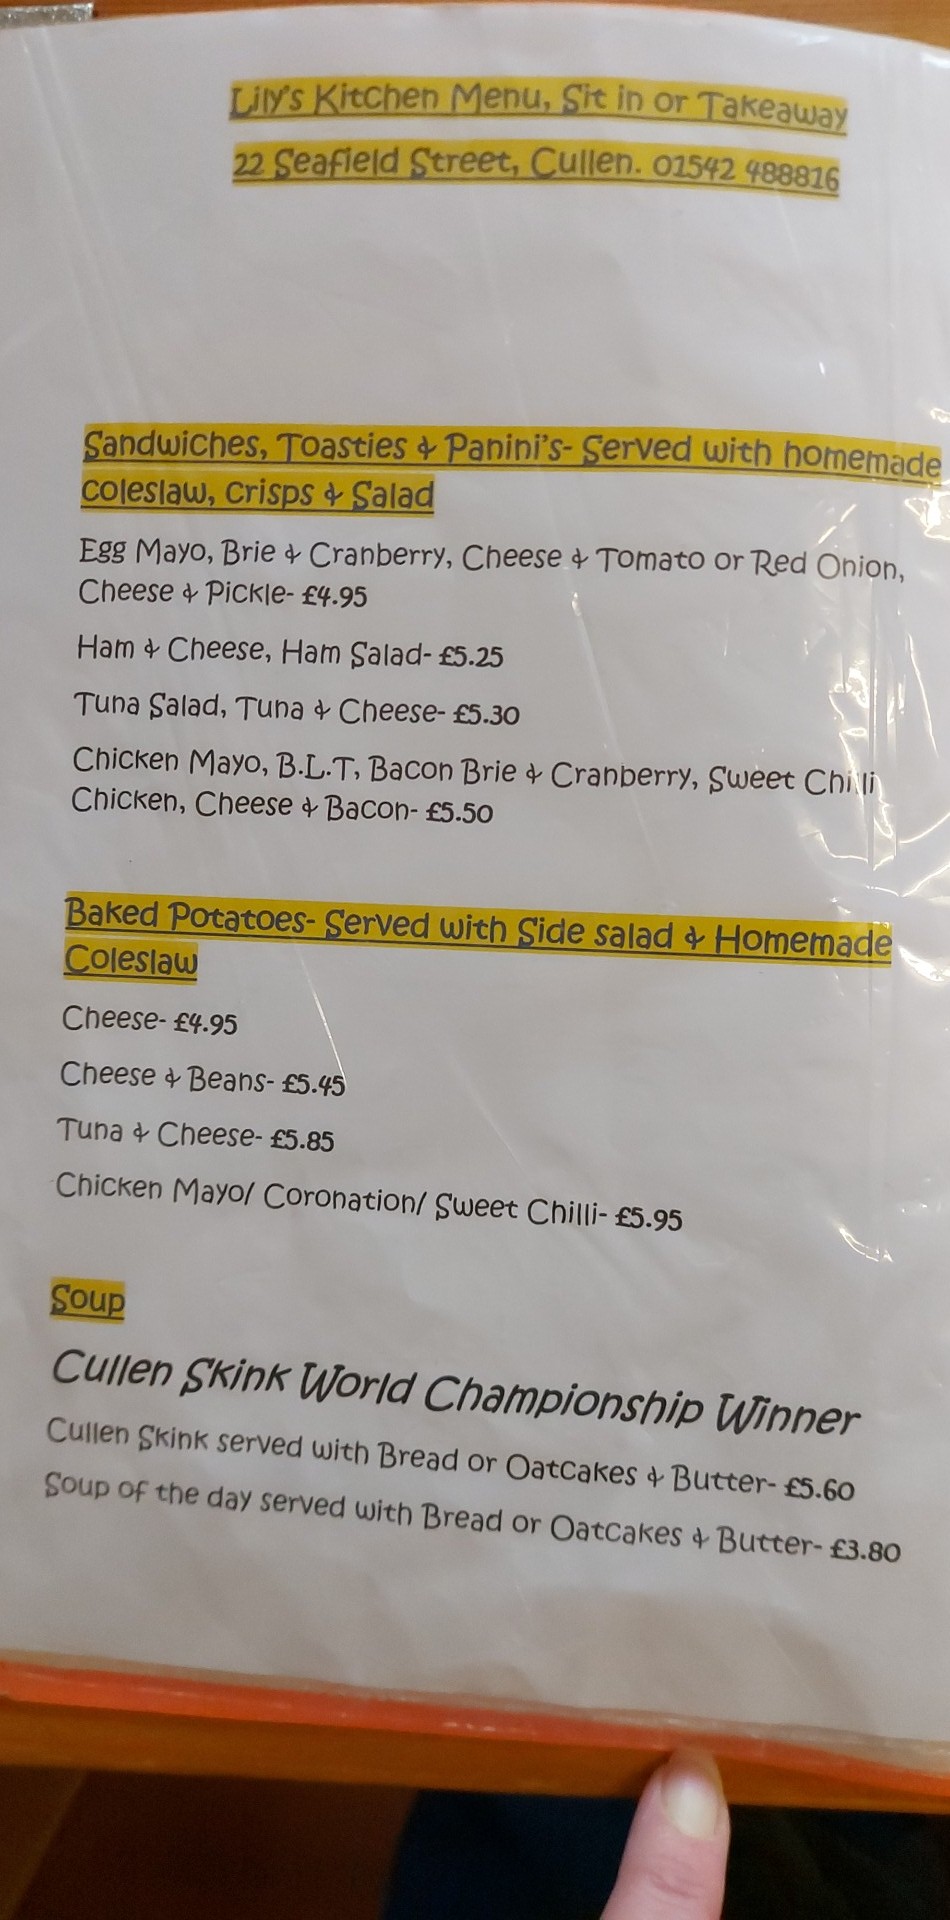 Lily's Kitchen Menu, Sit in or Takeaway
22 Seafield Street, Cullen. 01542 488816
Sandwiches, Toasties & Panini's- Served with homemade
coleslaw, crisps & Salad
Egg Mayo, Brie & Cranberry, Cheese & Tomato or Red Onion,
Cheese & Pickle- £4.95
Ham & Cheese, Ham Salad- £5.25
Tuna Salad, Tuna & Cheese- £5.30
Chicken Mayo, B.L.T, Bacon Brie & Cranberry, Sweet Chilli
Chicken, Cheese & Bacon- £5.50
Baked Potatoes- Served with Side salad & Homemade
Coleslaw
Cheese- £4.95
Cheese & Beans- £5.45
Tuna & Cheese- £5.85
Chicken Mayo/ Coronation/ Sweet Chilli- £5.95
Soup
Cullen Skink World Championship Winner
Cullen Skink served with Bread or Oatcakes & Butter- £5.60
Soup of the day served with Bread or Oatcakes & Butter- £3.80